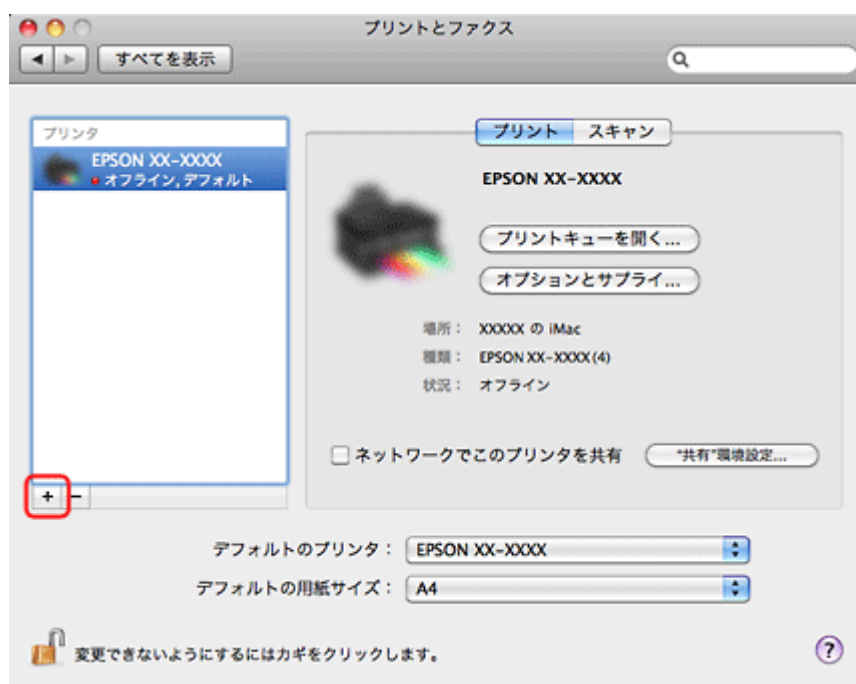 プリントとファクス
すべてを表示
プリンタ
EPSON XX-XXXX
オフライン, デフォルト
プリント スキャン
EPSON XX-XXXX
プリントキューを開く...
オプションとサプライ...
場所： XXXXX の iMac
種類： EPSON XX-XXXX(4)
状況： オフライン
ネットワークでこのプリンタを共有 "共有"環境設定...
+ -
デフォルトのプリンタ： EPSON XX-XXXX
デフォルトの用紙サイズ： A4
変更できないようにするにはカギをクリックします。 ?